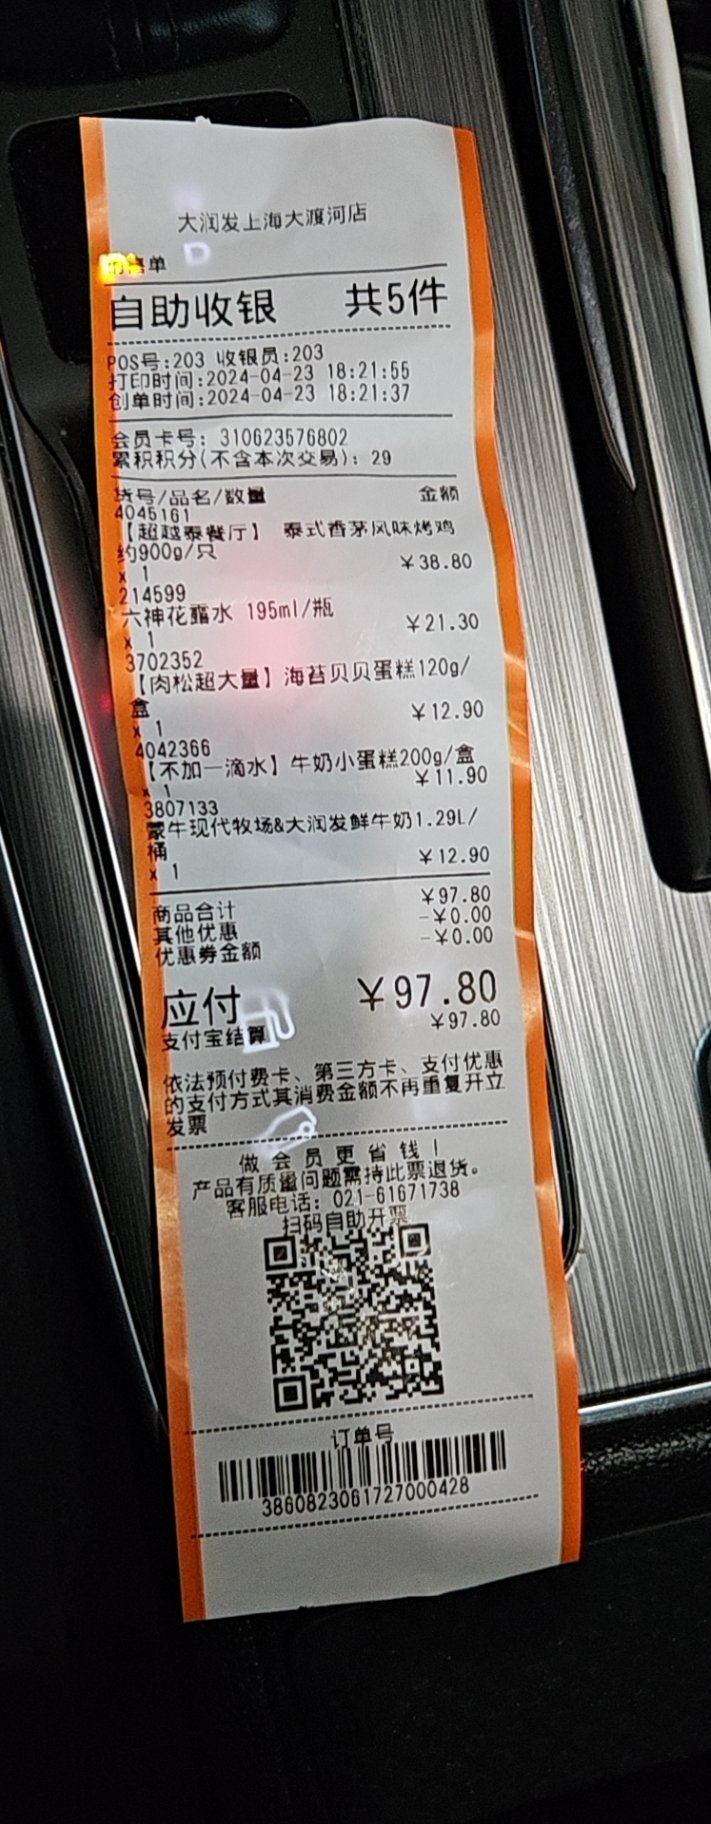 大润发上海大渡河店
销售单
自助收银 共5件
POS号:203 收银员:203
打印时间:2024-04-23 18:21:55
创单时间:2024-04-23 18:21:37
会员卡号: 310623576802
累积积分(不含本次交易): 29
货号/品名/数量 金额
4045161
【超越泰餐厅】 泰式香茅风味烤鸡
约900g/只 ￥38.80
x 1
214599
六神花露水 195ml/瓶
x 1 ￥21.30
3702352
【肉松超大量】海苔贝贝蛋糕120g/
盒 ￥12.90
x 1
4042366
【不加一滴水】牛奶小蛋糕200g/盒
x 1 ￥11.90
3807133
蒙牛现代牧场&大润发鲜牛奶1.29L/
桶 ￥12.90
x 1
商品合计 ￥97.80
其他优惠 -￥0.00
优惠券金额 -￥0.00
应付 ￥97.80
支付宝结算 ￥97.80
依法预付费卡、第三方卡、支付优惠
的支付方式其消费金额不再重复开立
发票
做会员更省钱!
产品有质量问题需持此票退货。
客服电话: 021-61671738
扫码自助开票
订单号
3860823061727000428